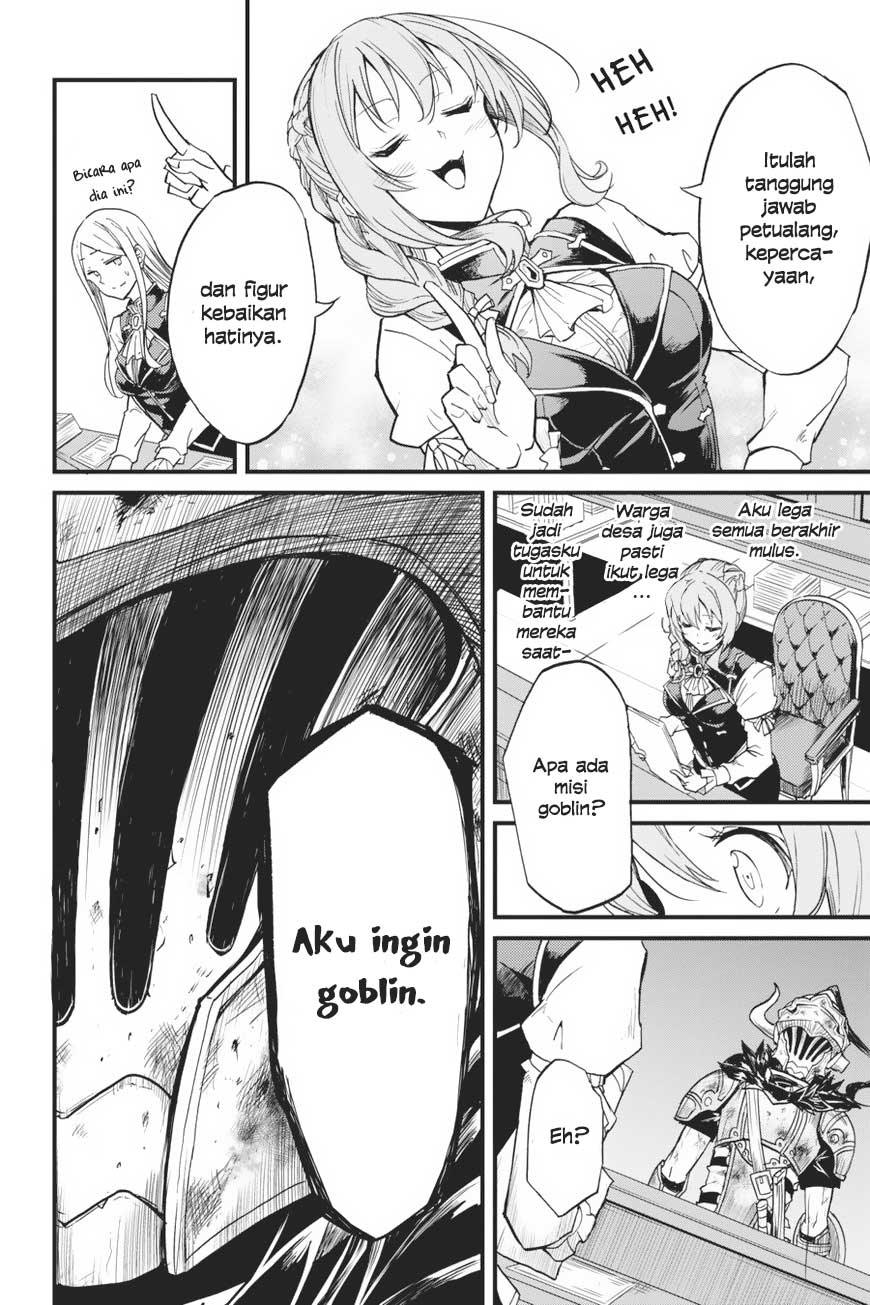 Itulah
tanggung
jawab
petualang,
keperca-
yaan,
HEH
HEH!
dan figur
kebaikan
hatinya.
Bicara apa
dia ini?
Aku lega
semua berakhir
mulus.
Warga
desa juga
pasti
ikut lega
...
Sudah
jadi
tugasku
untuk
mem-
bantu
mereka
saat-
Apa ada
misi
goblin?
Eh?
Aku ingin
goblin.